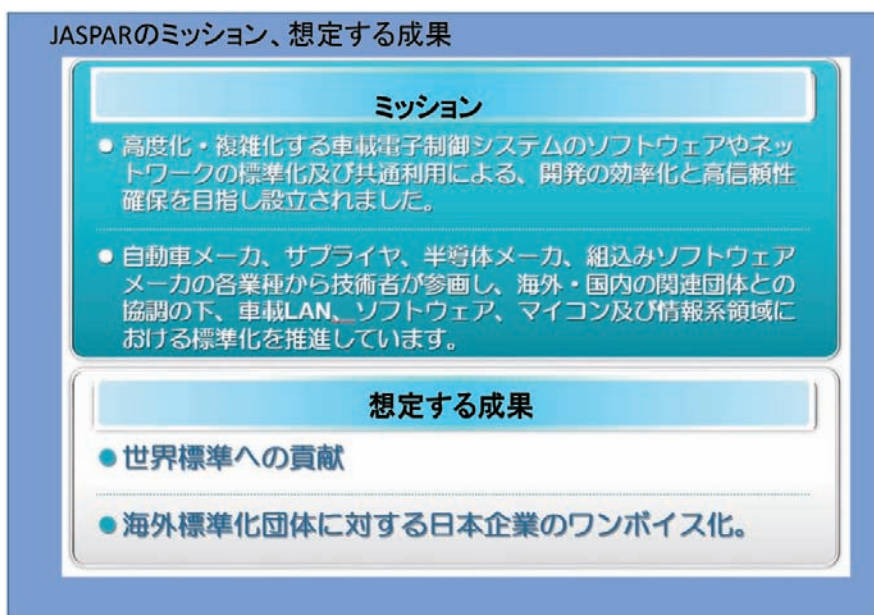 JASPARのミッション、想定する成果
ミッション
● 高度化・複雑化する車載電子制御システムのソフトウェアやネッ
トワークの標準化及び共通利用による、開発の効率化と高信頼性
確保を目指し設立されました。
● 自動車メーカ、サプライヤ、半導体メーカ、組込みソフトウェア
メーカの各業種から技術者が参画し、海外・国内の関連団体との
協調の下、車載LAN、ソフトウェア、マイコン及び情報系領域に
おける標準化を推進しています。
想定する成果
● 世界標準への貢献
● 海外標準化団体に対する日本企業のワンボイス化。